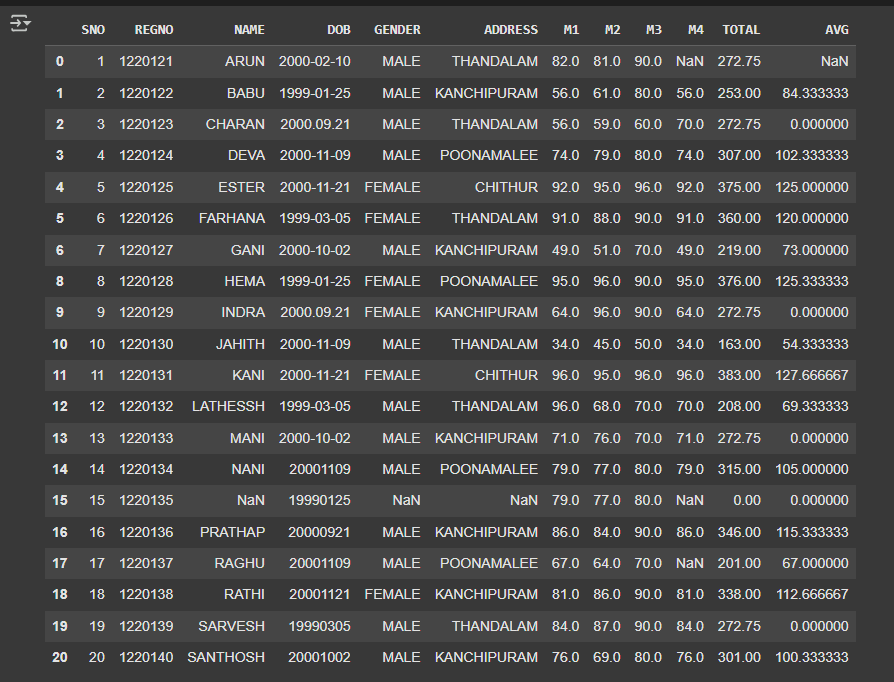 SNO REGNO NAME DOB GENDER ADDRESS M1 M2 M3 M4 TOTAL AVG
0 1 1220121 ARUN 2000-02-10 MALE THANDALAM 82.0 81.0 90.0 NaN 272.75 NaN
1 2 1220122 BABU 1999-01-25 MALE KANCHIPURAM 56.0 61.0 80.0 56.0 253.00 84.333333
2 3 1220123 CHARAN 2000.09.21 MALE THANDALAM 56.0 59.0 60.0 70.0 272.75 0.000000
3 4 1220124 DEVA 2000-11-09 MALE POONAMALEE 74.0 79.0 80.0 74.0 307.00 102.333333
4 5 1220125 ESTER 2000-11-21 FEMALE CHITHUR 92.0 95.0 96.0 92.0 375.00 125.000000
5 6 1220126 FARHANA 1999-03-05 FEMALE THANDALAM 91.0 88.0 90.0 91.0 360.00 120.000000
6 7 1220127 GANI 2000-10-02 MALE KANCHIPURAM 49.0 51.0 70.0 49.0 219.00 73.000000
8 8 1220128 HEMA 1999-01-25 FEMALE POONAMALEE 95.0 96.0 90.0 95.0 376.00 125.333333
9 9 1220129 INDRA 2000.09.21 FEMALE KANCHIPURAM 64.0 96.0 90.0 64.0 272.75 0.000000
10 10 1220130 JAHITH 2000-11-09 MALE THANDALAM 34.0 45.0 50.0 34.0 163.00 54.333333
11 11 1220131 KANI 2000-11-21 FEMALE CHITHUR 96.0 95.0 96.0 96.0 383.00 127.666667
12 12 1220132 LATHESSH 1999-03-05 MALE THANDALAM 96.0 68.0 70.0 70.0 208.00 69.333333
13 13 1220133 MANI 2000-10-02 MALE KANCHIPURAM 71.0 76.0 70.0 71.0 272.75 0.000000
14 14 1220134 NANI 20001109 MALE POONAMALEE 79.0 77.0 80.0 79.0 315.00 105.000000
15 15 1220135 NaN 19990125 NaN NaN 79.0 77.0 80.0 NaN 0.00 0.000000
16 16 1220136 PRATHAP 20000921 MALE KANCHIPURAM 86.0 84.0 90.0 86.0 346.00 115.333333
17 17 1220137 RAGHU 20001109 MALE POONAMALEE 67.0 64.0 70.0 NaN 201.00 67.000000
18 18 1220138 RATHI 20001121 FEMALE KANCHIPURAM 81.0 86.0 90.0 81.0 338.00 112.666667
19 19 1220139 SARVESH 19990305 MALE THANDALAM 84.0 87.0 90.0 84.0 272.75 0.000000
20 20 1220140 SANTHOSH 20001002 MALE KANCHIPURAM 76.0 69.0 80.0 76.0 301.00 100.333333